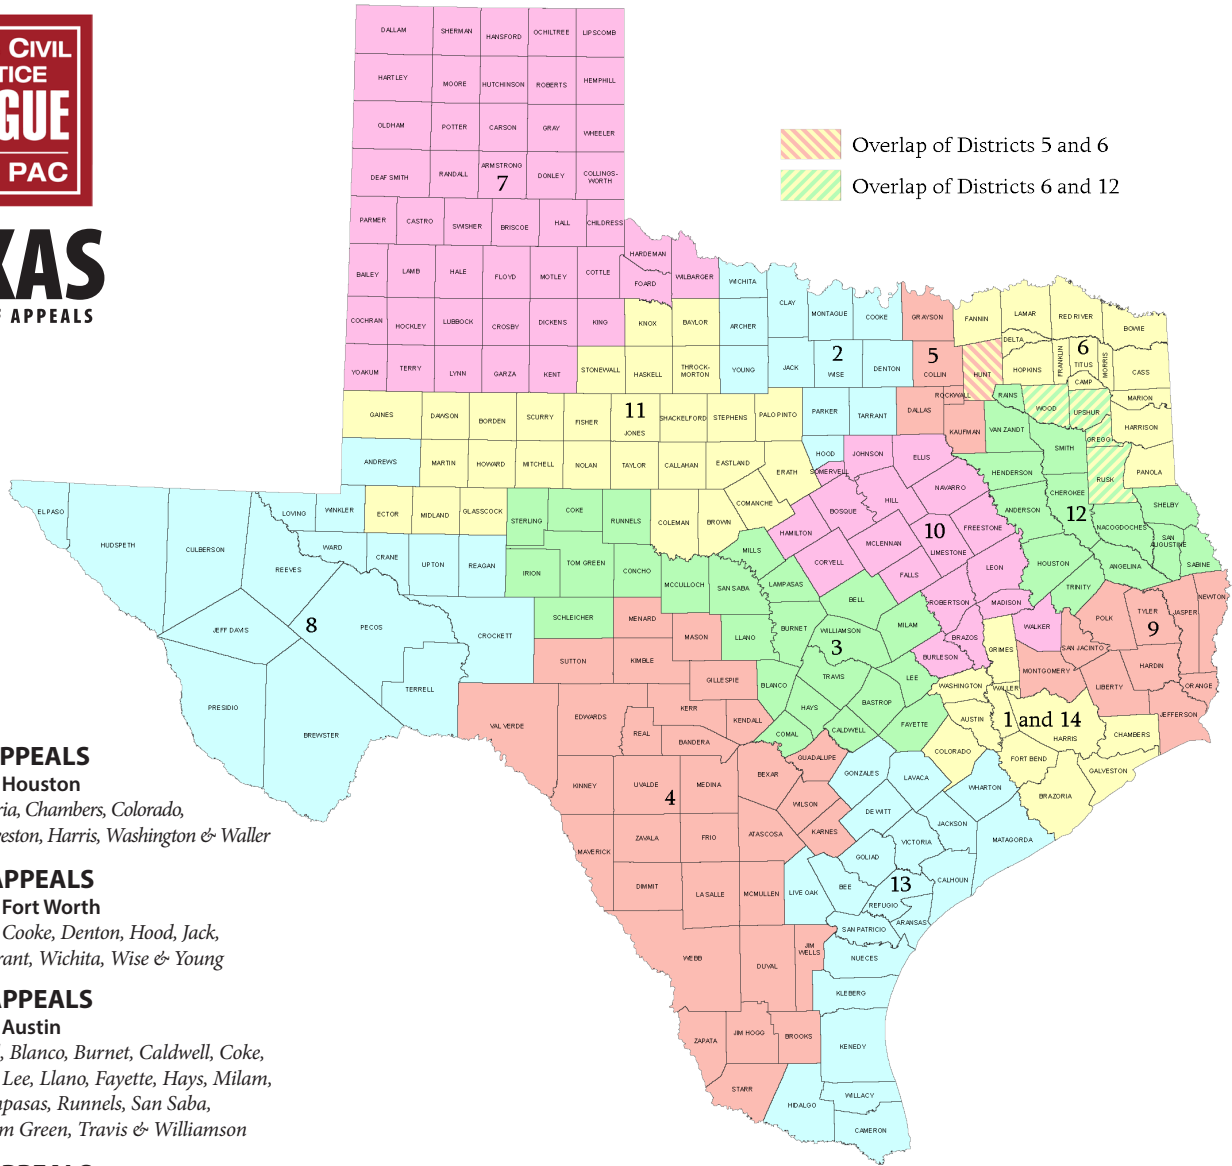 CIVIL
TICE
GUE
PAC
XAS
F APPEALS
Overlap of Districts 5 and 6
Overlap of Districts 6 and 12
DALLAM SHERMAN HANSFORD OCHILTREE LIPSCOMB
HARTLEY MOORE HUTCHINSON ROBERTS HEMPHILL
OLDHAM POTTER CARSON GRAY WHEELER
DEAF SMITH RANDALL ARMSTRONG DONLEY COLLINGS-
WORTH
7
PARMER CASTRO SWISHER BRISCOE HALL CHILDRESS
HARDEMAN
BAILEY LAMB HALE FLOYD MOTLEY COTTLE FOARD WILBARGER WICHITA CLAY
COCHRAN HOCKLEY LUBBOCK CROSBY DICKENS KING KNOX BAYLOR ARCHER MONTAGUE COOKE GRAYSON FANNIN LAMAR RED RIVER BOWIE
YOAKUM TERRY LYNN GARZA KENT STONEWALL HASKELL THROCK-
MORTON
YOUNG JACK 2 WISE DENTON 5 COLLIN HUNT DELTA HOPKINS FRANKLIN 6 TITUS CAMP MORRIS CASS
GAINES DAWSON BORDEN SCURRY FISHER 11 JONES SHACKELFORD STEPHENS PALO PINTO PARKER TARRANT DALLAS ROCKWALL KAUFMAN RAINS WOOD UPSHUR MARION
ANDREWS MARTIN HOWARD MITCHELL NOLAN TAYLOR CALLAHAN EASTLAND ERATH HOOD SOMERVELL JOHNSON ELLIS VAN ZANDT SMITH GREGG HARRISON
EL PASO HUDSPETH CULBERSON LOVING WINKLER ECTOR MIDLAND GLASSCOCK STERLING COKE RUNNELS COLEMAN BROWN COMANCHE BOSQUE HILL NAVARRO HENDERSON CHEROKEE RUSK PANOLA
REEVES WARD CRANE UPTON REAGAN IRION TOM GREEN CONCHO MCCULLOCH SAN SABA MILLS HAMILTON MCLENNAN 10 LIMESTONE FREESTONE ANDERSON 12 NACOGDOCHES SHELBY
SAN
AUGUSTINE
SABINE
JEFF DAVIS 8 PECOS CROCKETT SCHLEICHER MENARD MASON LLANO LAMPASAS CORYELL BELL FALLS LEON HOUSTON ANGELINA TRINITY
PRESIDIO BREWSTER TERRELL SUTTON KIMBLE GILLESPIE BURNET WILLIAMSON 3 MILAM ROBERTSON MADISON WALKER POLK TYLER 9 JASPER NEWTON
BRAZOS BURLESON GRIMES SAN JACINTO HARDIN
VAL VERDE EDWARDS KERR KENDALL BLANCO TRAVIS LEE WASHINGTON WALLER MONTGOMERY LIBERTY ORANGE
REAL BANDERA COMAL HAYS BASTROP CALDWELL FAYETTE AUSTIN 1 and 14 HARRIS CHAMBERS JEFFERSON
KINNEY UVALDE MEDINA BEXAR GUADALUPE GONZALES LAVACA COLORADO FORT BEND GALVESTON
4
WILSON DE WITT WHARTON BRAZORIA
MAVERICK ZAVALA FRIO ATASCOSA KARNES GOLIAD VICTORIA JACKSON MATAGORDA
DIMMIT LA SALLE MCMULLEN LIVE OAK BEE 13 REFUGIO CALHOUN
ARANSAS
SAN PATRICIO
WEBB DUVAL JIM
WELLS
NUECES
KLEBERG
ZAPATA JIM HOGG BROOKS KENEDY
STARR HIDALGO WILLACY
CAMERON
APPEALS
Houston
ria, Chambers, Colorado,
veston, Harris, Washington & Waller
APPEALS
Fort Worth
Cooke, Denton, Hood, Jack,
rant, Wichita, Wise & Young
APPEALS
Austin
, Blanco, Burnet, Caldwell, Coke,
Lee, Llano, Fayette, Hays, Milam,
mpasas, Runnels, San Saba,
m Green, Travis & Williamson